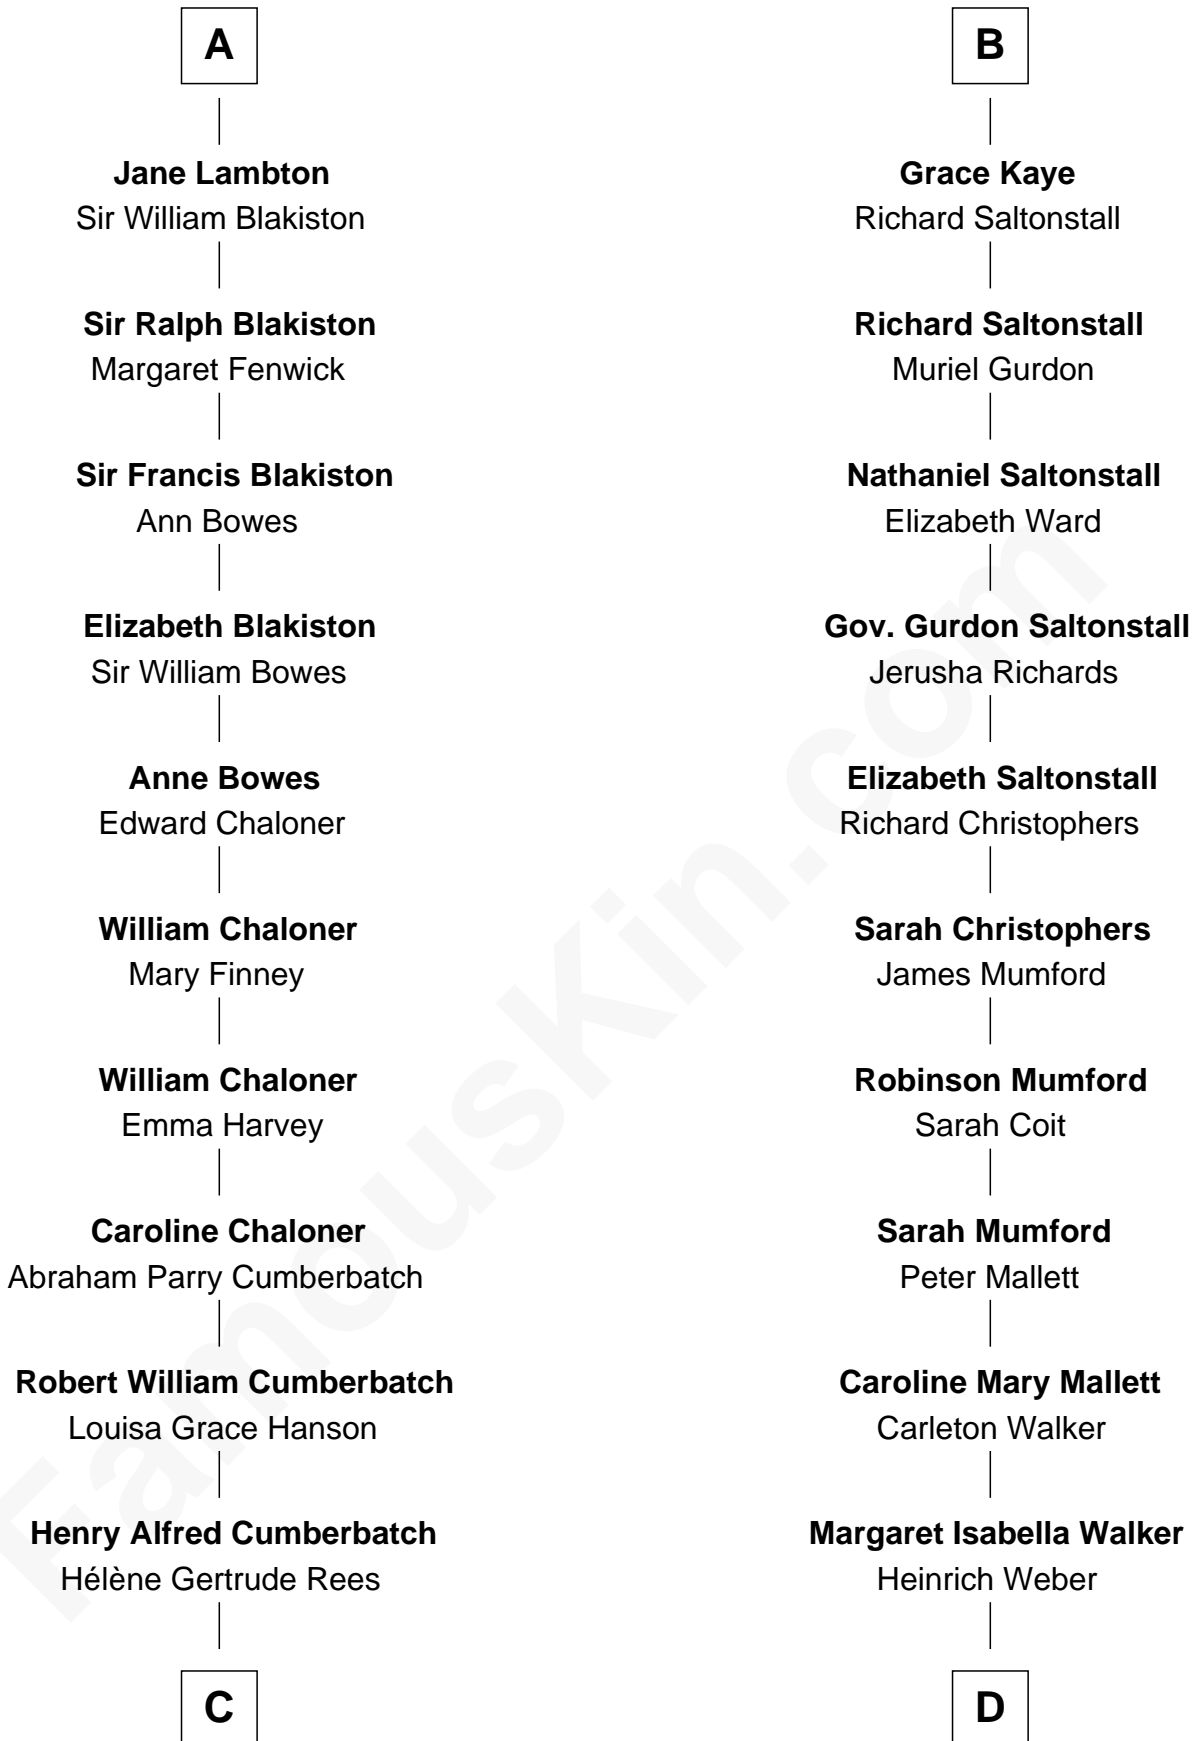 A
Jane Lambton
Sir William Blakiston
Sir Ralph Blakiston
Margaret Fenwick
Sir Francis Blakiston
Ann Bowes
Elizabeth Blakiston
Sir William Bowes
Anne Bowes
Edward Chaloner
William Chaloner
Mary Finney
William Chaloner
Emma Harvey
Caroline Chaloner
Abraham Parry Cumberbatch
Robert William Cumberbatch
Louisa Grace Hanson
Henry Alfred Cumberbatch
Hélène Gertrude Rees
C
B
Grace Kaye
Richard Saltonstall
Richard Saltonstall
Muriel Gurdon
Nathaniel Saltonstall
Elizabeth Ward
Gov. Gurdon Saltonstall
Jerusha Richards
Elizabeth Saltonstall
Richard Christophers
Sarah Christophers
James Mumford
Robinson Mumford
Sarah Coit
Sarah Mumford
Peter Mallett
Caroline Mary Mallett
Carleton Walker
Margaret Isabella Walker
Heinrich Weber
D
FamousKin.com